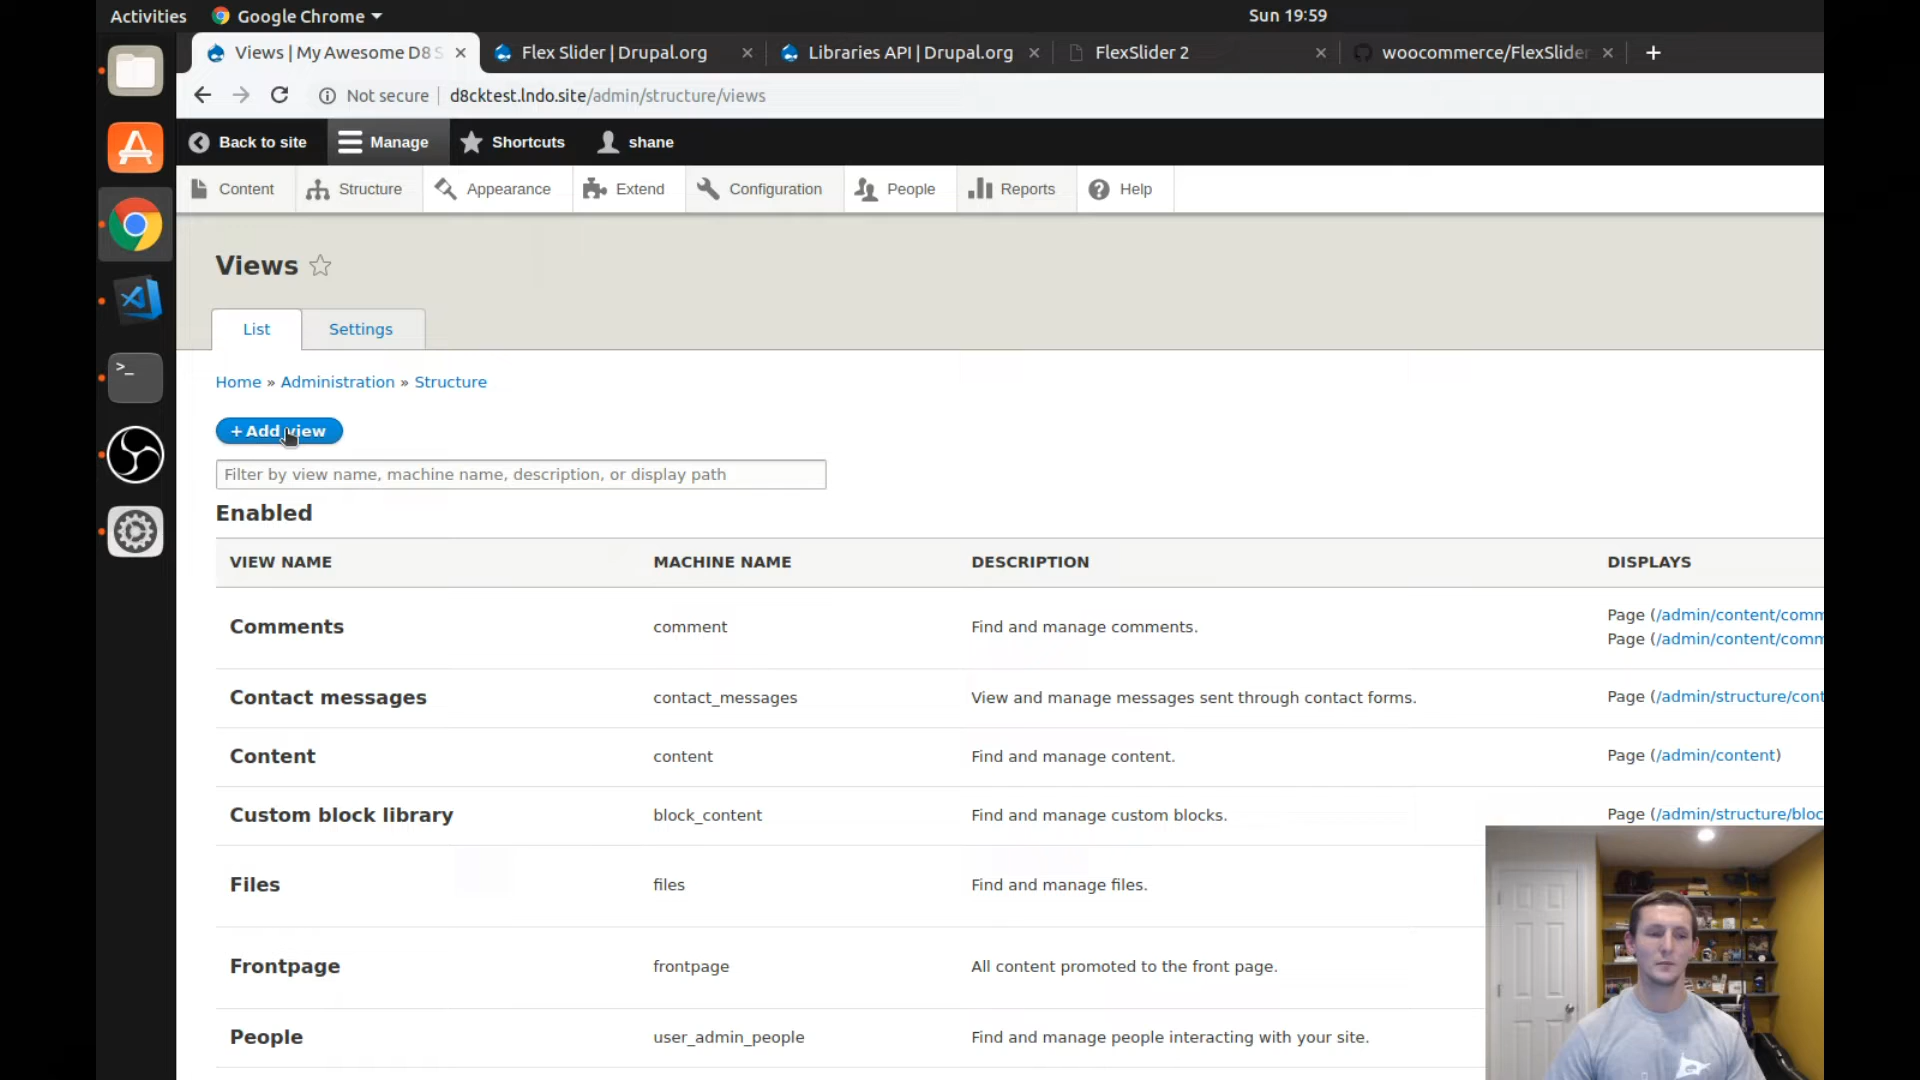 Activities Google Chrome Sun 19:59
Views | My Awesome D8 S Flex Slider | Drupal.org Libraries API | Drupal.org FlexSlider 2 woocommerce/FlexSlider
Not secure d8cktest.lndo.site/admin/structure/views
Back to site Manage Shortcuts shane
Content Structure Appearance Extend Configuration People Reports Help
Views
List Settings
Home » Administration » Structure
+ Add view
Filter by view name, machine name, description, or display path
Enabled
VIEW NAME MACHINE NAME DESCRIPTION DISPLAYS
Comments comment Find and manage comments. Page (/admin/content/comm
Page (/admin/content/comm
Contact messages contact_messages View and manage messages sent through contact forms. Page (/admin/structure/cont
Content content Find and manage content. Page (/admin/content)
Custom block library block_content Find and manage custom blocks. Page (/admin/structure/bloc
Files files Find and manage files.
Frontpage frontpage All content promoted to the front page.
People user_admin_people Find and manage people interacting with your site.